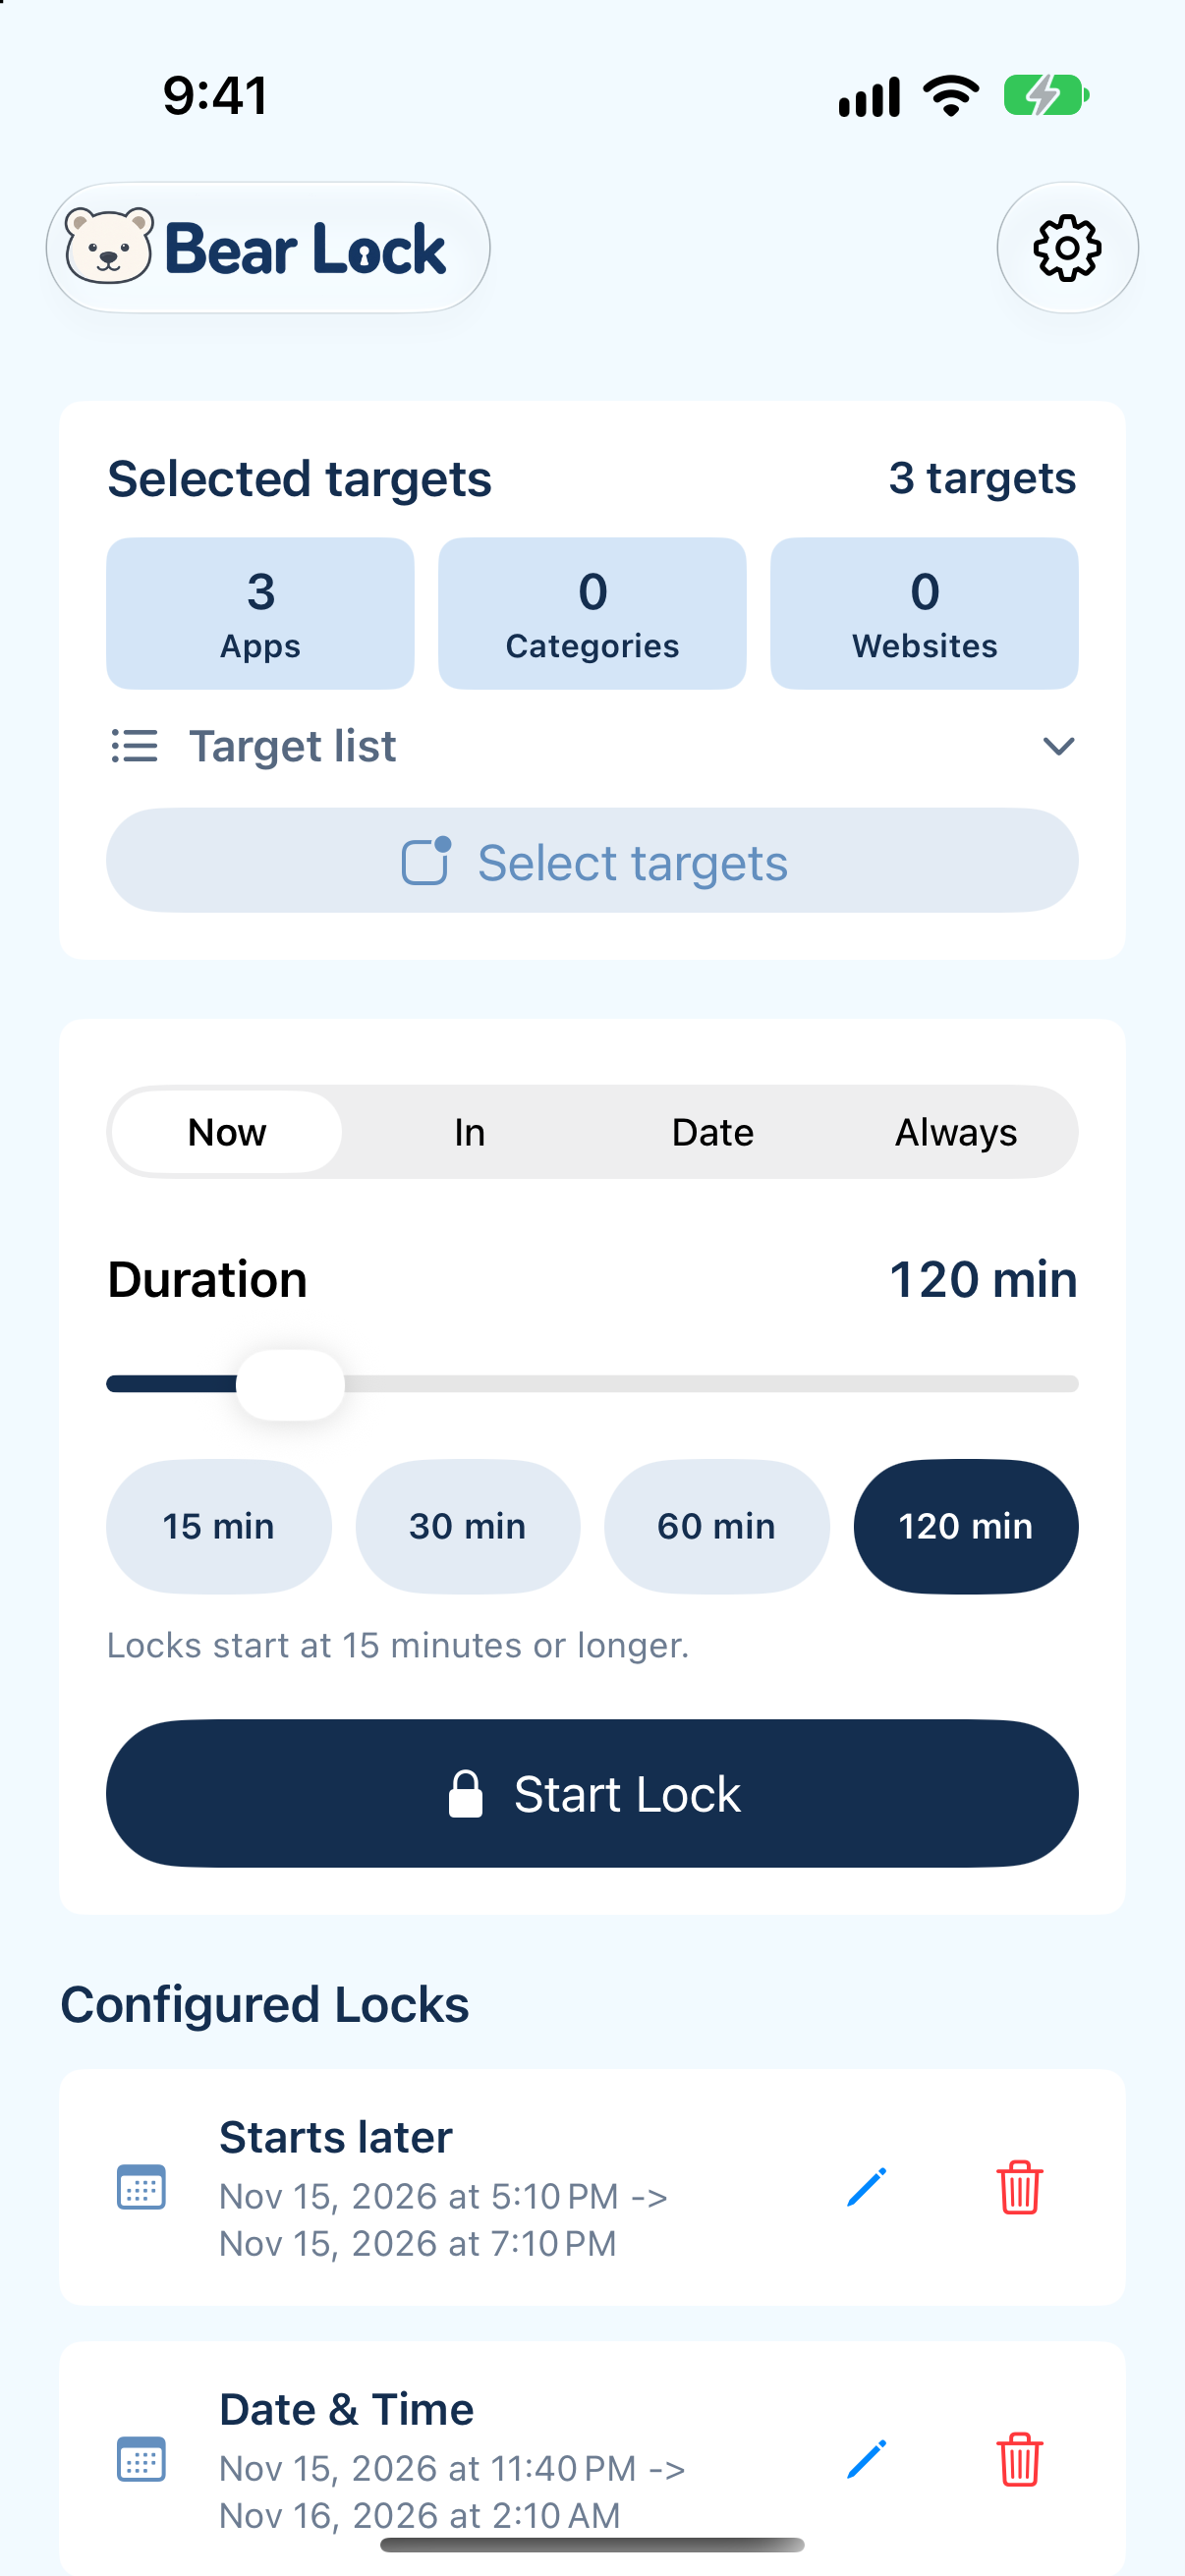 9:41
Bear Lock
Selected targets
3 targets
3
Apps
0
Categories
0
Websites
Target list
Select targets
Now
In
Date
Always
Duration
120 min
15 min
30 min
60 min
120 min
Locks start at 15 minutes or longer.
Start Lock
Configured Locks
Starts later
Nov 15, 2026 at 5:10 PM ->
Nov 15, 2026 at 7:10 PM
Date & Time
Nov 15, 2026 at 11:40 PM ->
Nov 16, 2026 at 2:10 AM